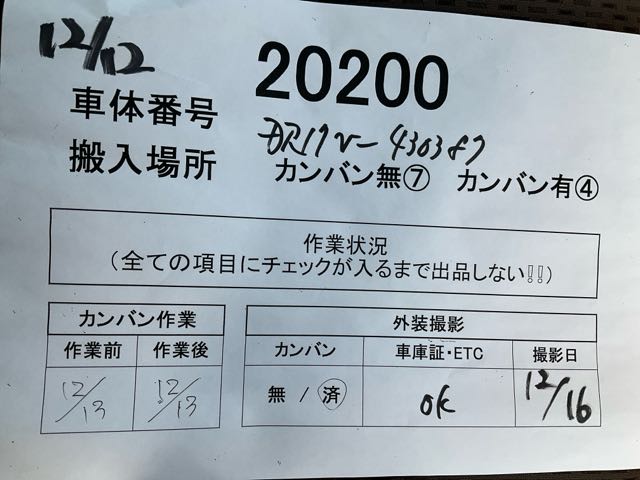 12/12
20200
車体番号 DR17V-430387
搬入場所 カンバン無⑦ カンバン有④
作業状況
(全ての項目にチェックが入るまで出品しない!!)
カンバン作業 外装撮影
作業前 作業後 カンバン 車庫証・ETC 撮影日
12/13 12/13 無 / 済 OK 12/16